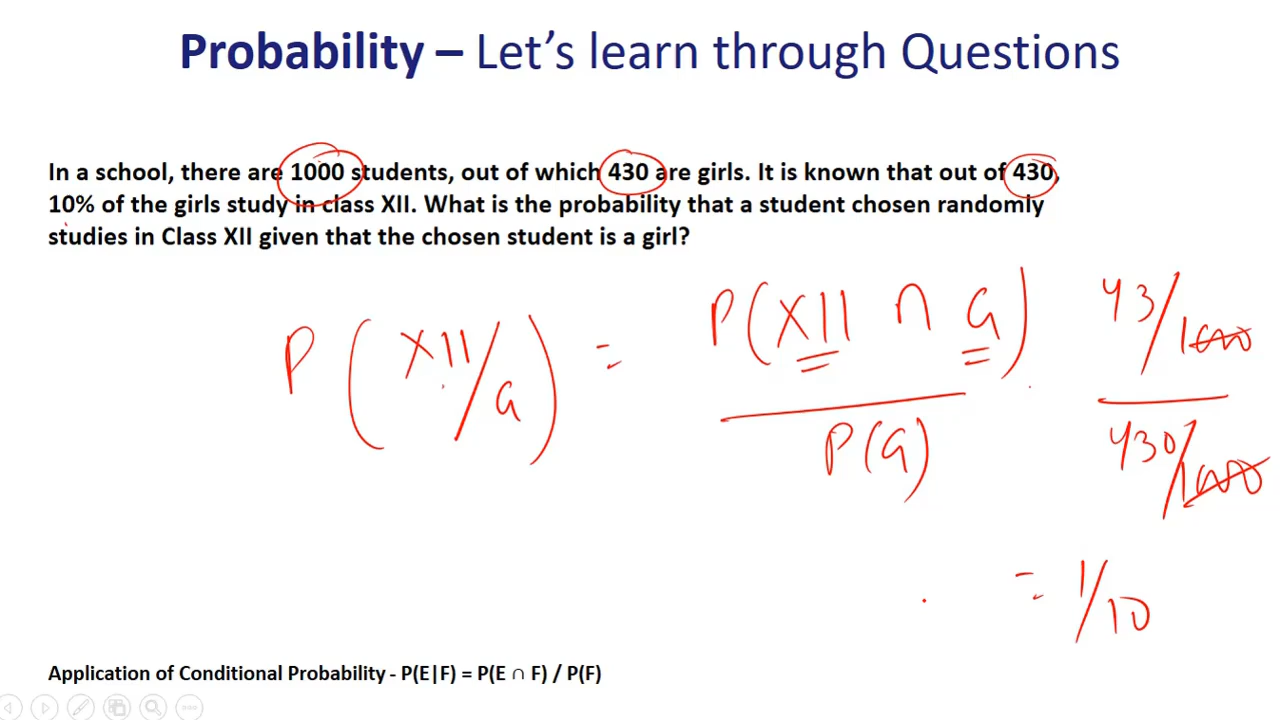 Probability – Let's learn through Questions
In a school, there are 1000 students, out of which 430 are girls. It is known that out of 430,
10% of the girls study in class XII. What is the probability that a student chosen randomly
studies in Class XII given that the chosen student is a girl?
P(XII/G) = P(XII ∩ G) / P(G) 43/1000 / 430/1000
= 1/10
Application of Conditional Probability - P(E|F) = P(E ∩ F) / P(F)